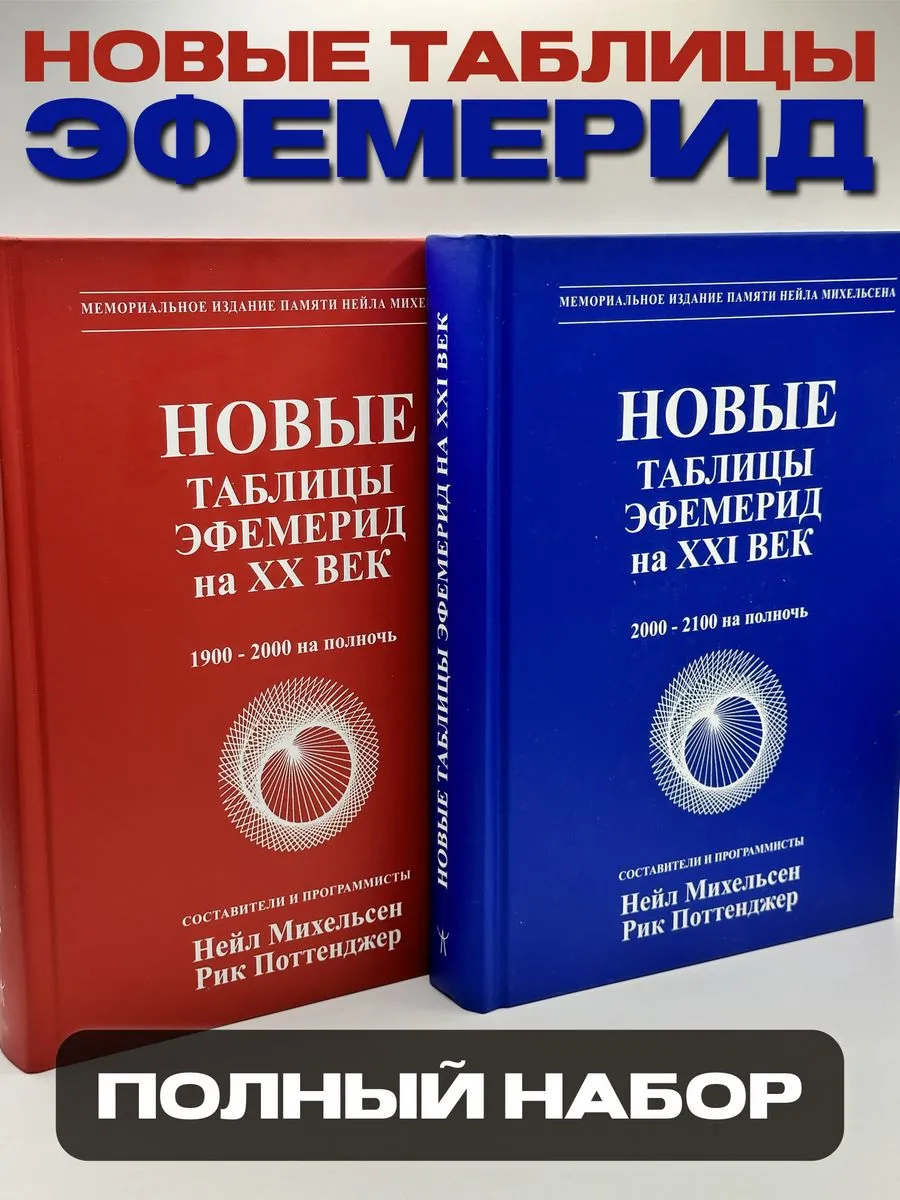 НОВЫЕ ТАБЛИЦЫ
ЭФЕМЕРИД
МЕМОРИАЛЬНОЕ ИЗДАНИЕ ПАМЯТИ НЕЙЛА МИХЕ
НОВЫЕ
ТАБЛИЦЫ
ЭФЕМЕРИД
на XX ВЕК
1900 - 2000 на полночь
СОСТАВИТЕЛИ И ПРОГРАММИСТЫ
Нейл Михельсен
Рик Поттенджер
НОВЫЕ ТАБЛИЦЫ ЭФЕМЕРИД НА XXI ВЕК
МЕМОРИАЛЬНОЕ ИЗДАНИЕ ПАМЯТИ НЕЙЛА МИХЕЛЬСЕНА
НОВЫЕ
ТАБЛИЦЫ
ЭФЕМЕРИД
на XXI ВЕК
2000 - 2100 на полночь
СОСТАВИТЕЛИ И ПРОГРАММИСТЫ
Нейл Михельсен
Рик Поттенджер
ПОЛНЫЙ НАБОР